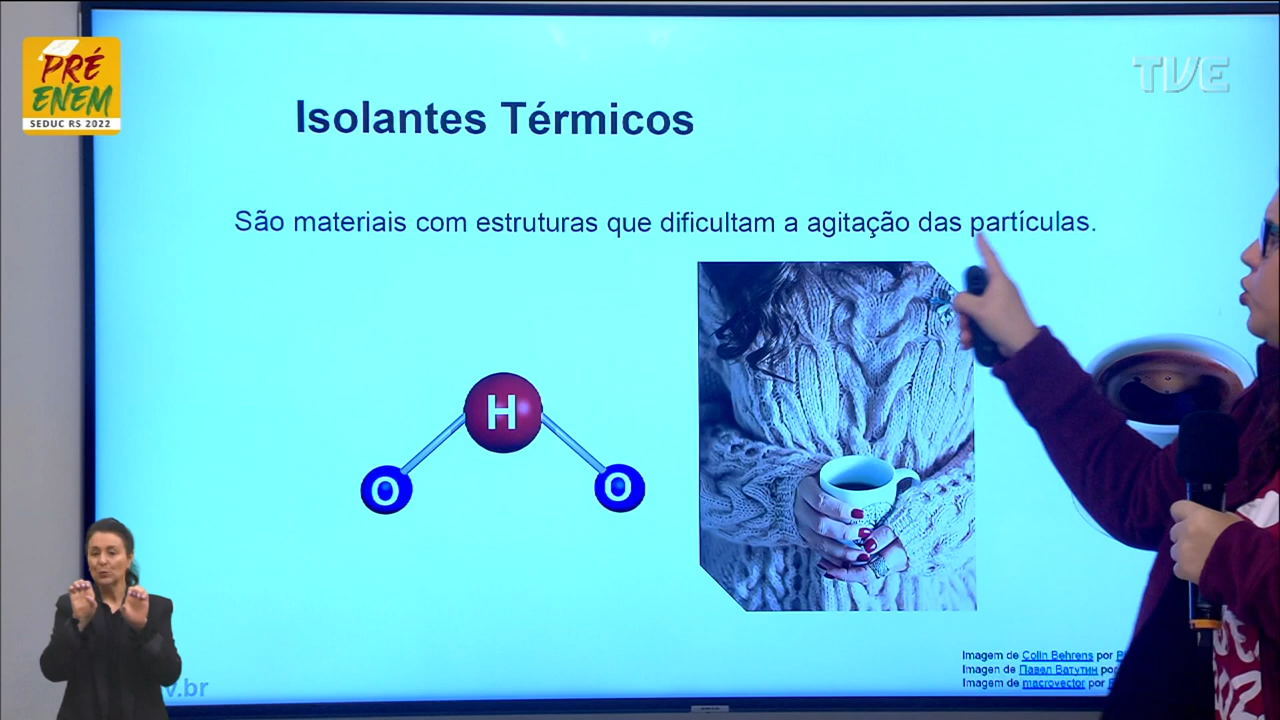 PRÉ
ENEM
SEDUC RS 2022
TVE
Isolantes Térmicos
São materiais com estruturas que dificultam a agitação das partículas.
H
O
O
Imagem de Colin Behrens por
Imagen de Павел Ватутин por
Imagem de macrovector por
v.br